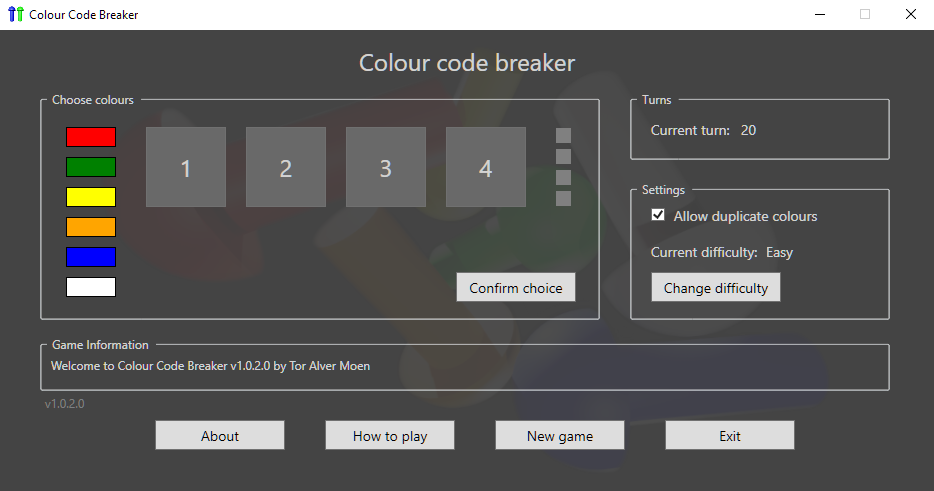 Colour Code Breaker
Colour code breaker
Choose colours
1 2 3 4
Confirm choice
Turns
Current turn: 20
Settings
Allow duplicate colours
Current difficulty: Easy
Change difficulty
Game Information
Welcome to Colour Code Breaker v1.0.2.0 by Tor Alver Moen
v1.0.2.0
About How to play New game Exit